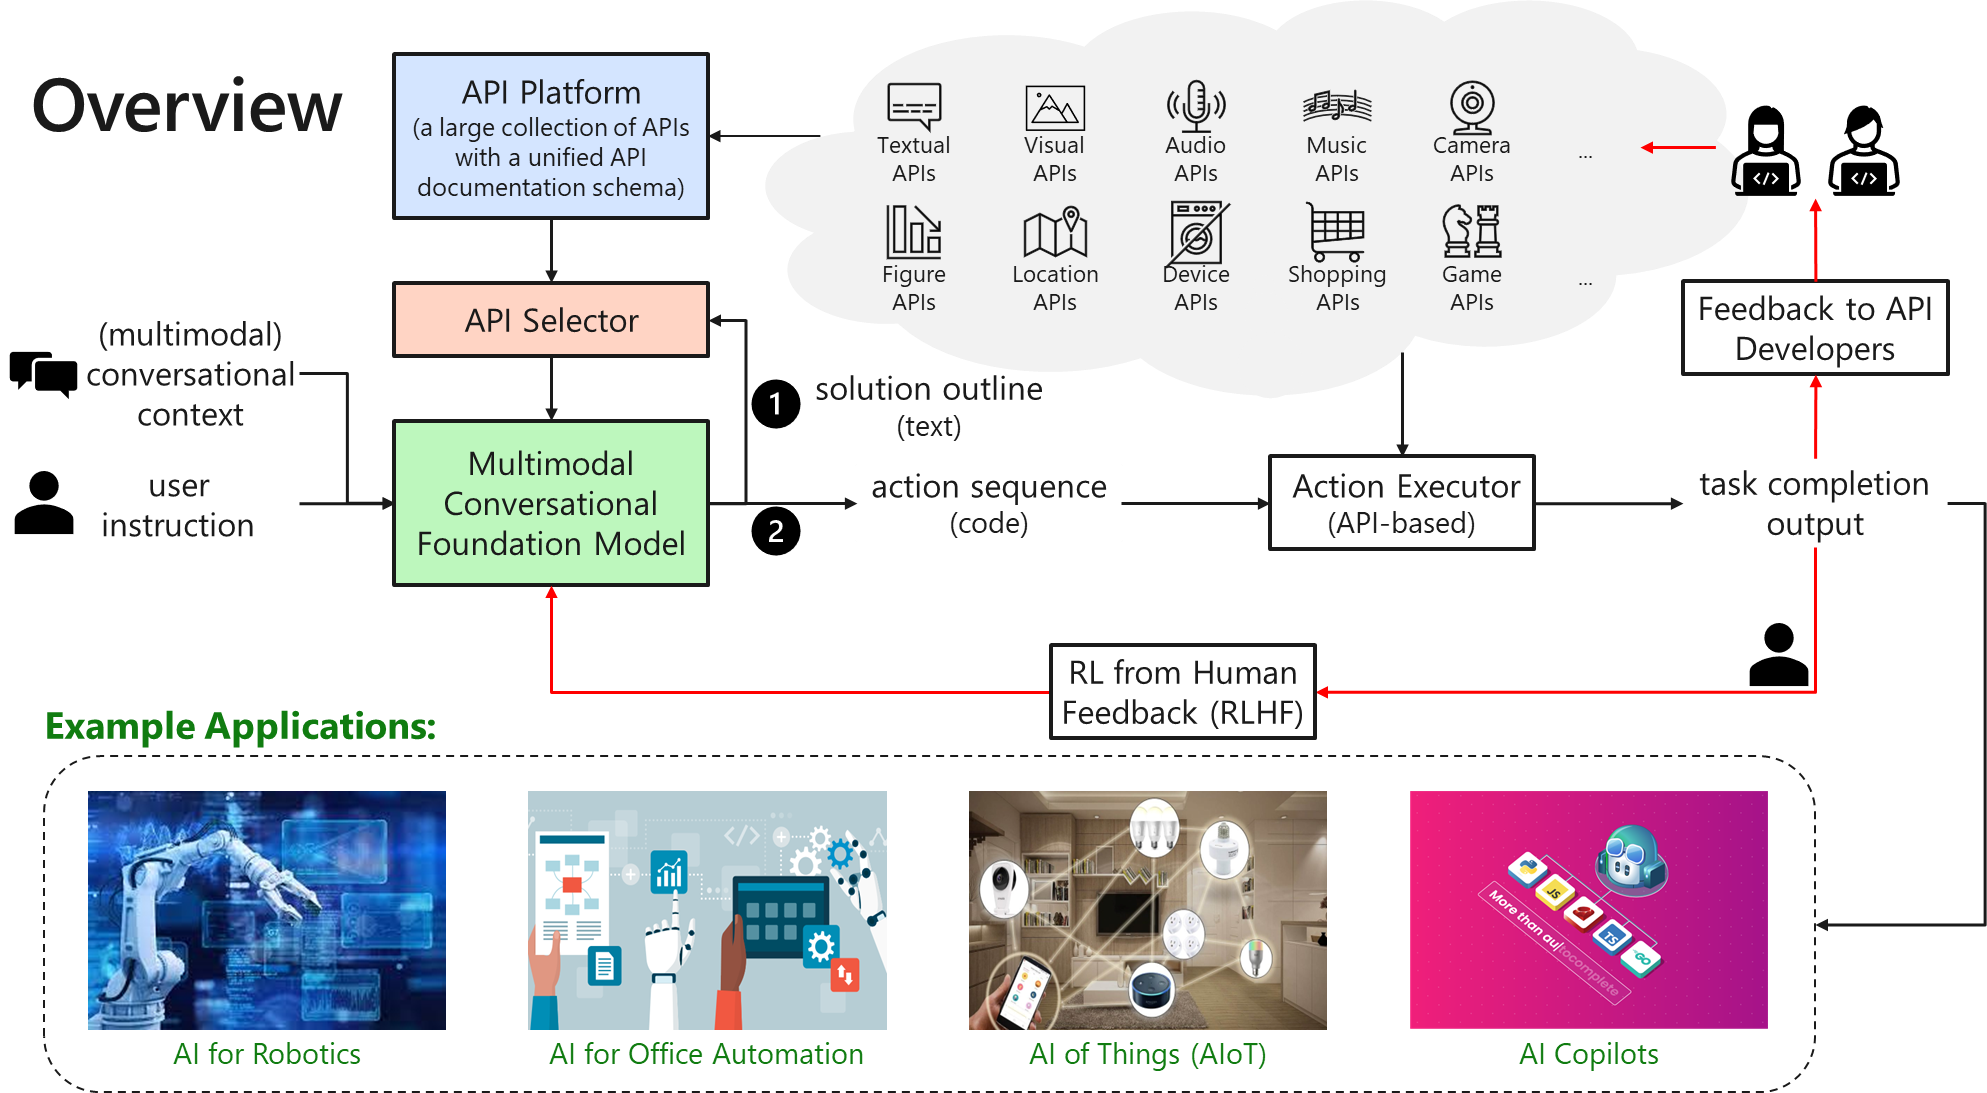 Overview
API Platform
(a large collection of APIs
with a unified API
documentation schema)
Textual
APIs
Visual
APIs
Audio
APIs
Music
APIs
Camera
APIs
...
Figure
APIs
Location
APIs
Device
APIs
Shopping
APIs
Game
APIs
...
</>
</>
API Selector
Feedback to API
Developers
(multimodal)
conversational
context
1
solution outline
(text)
user
instruction
Multimodal
Conversational
Foundation Model
2
action sequence
(code)
Action Executor
(API-based)
task completion
output
RL from Human
Feedback (RLHF)
Example Applications:
</>
JS
TS
GO
More than autocomplete
AI for Robotics
AI for Office Automation
AI of Things (AIoT)
AI Copilots